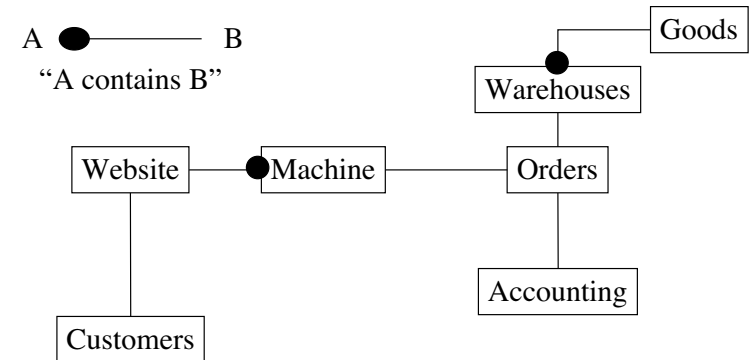 A B
“A contains B”
Goods
Warehouses
Website
Machine
Orders
Accounting
Customers